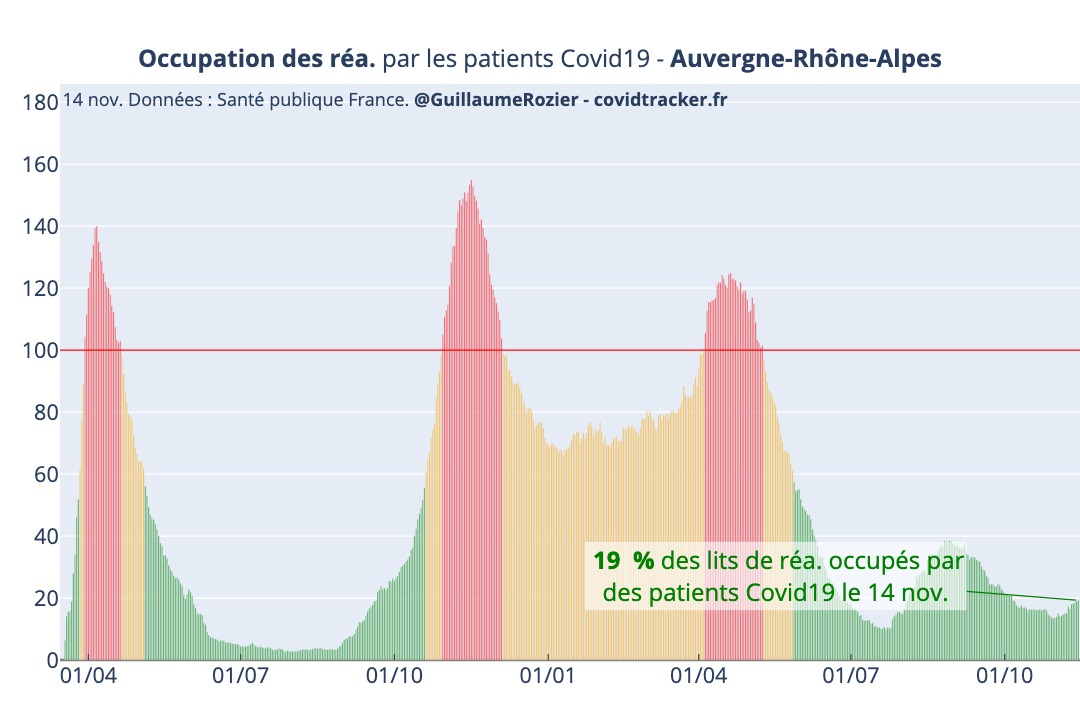 Occupation des réa. par les patients Covid19 - Auvergne-Rhône-Alpes
14 nov. Données : Santé publique France. @GuillaumeRozier - covidtracker.fr
180
160
140
120
100
80
60
40
20
0
19 % des lits de réa. occupés par
des patients Covid19 le 14 nov.
01/04 01/07 01/10 01/01 01/04 01/07 01/10